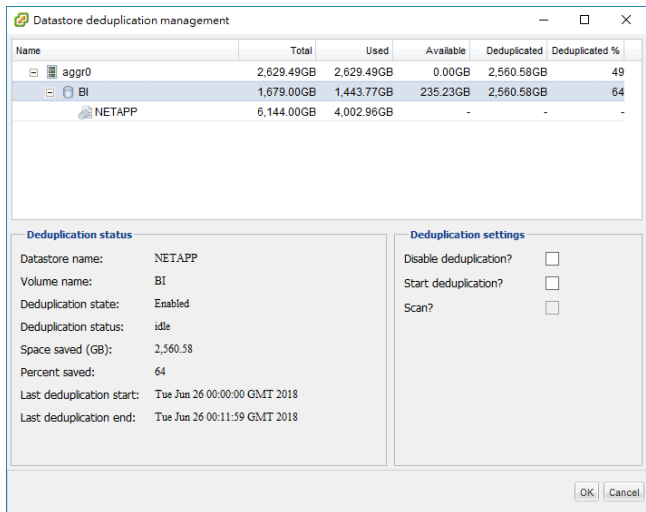 Datastore deduplication management
Name Total Used Available Deduplicated Deduplicated %
aggr0 2,629.49GB 2,629.49GB 0.00GB 2,560.58GB 49
BI 1,679.00GB 1,443.77GB 235.23GB 2,560.58GB 64
NETAPP 6,144.00GB 4,002.96GB - - -
Deduplication status
Datastore name: NETAPP
Volume name: BI
Deduplication state: Enabled
Deduplication status: idle
Space saved (GB): 2,560.58
Percent saved: 64
Last deduplication start: Tue Jun 26 00:00:00 GMT 2018
Last deduplication end: Tue Jun 26 00:11:59 GMT 2018
Deduplication settings
Disable deduplication?
Start deduplication?
Scan?
OK Cancel